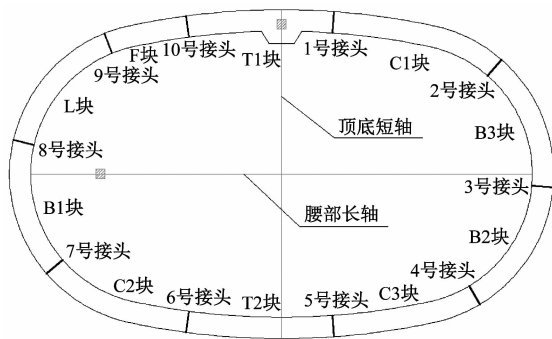 F块
10号接头
T1块
1号接头
C1块
9号接头
2号接头
L块
B3块
顶底短轴
8号接头
3号接头
B1块
腰部长轴
B2块
7号接头
4号接头
C2块
6号接头
T2块
5号接头
C3块